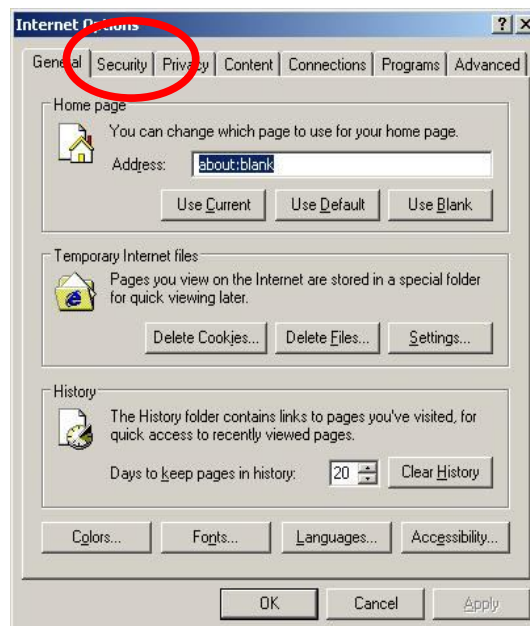 Internet Options
General Security Privacy Content Connections Programs Advanced
Home page
You can change which page to use for your home page.
Address: about:blank
Use Current Use Default Use Blank
Temporary Internet files
Pages you view on the Internet are stored in a special folder
for quick viewing later.
Delete Cookies... Delete Files... Settings...
History
The History folder contains links to pages you've visited, for
quick access to recently viewed pages.
Days to keep pages in history: 20 Clear History
Colors... Fonts... Languages... Accessibility...
OK Cancel Apply